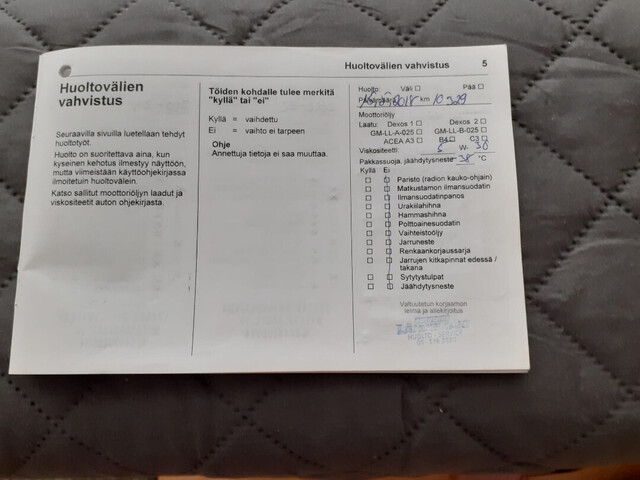 Huoltovälien vahvistus 5
Huoltovälien
vahvistus
Seuraavilla sivuilla luetellaan tehdyt
huoltotyöt.
Huolto on suoritettava aina, kun
kyseinen kehotus ilmestyy näyttöön,
mutta viimeistään käyttöohjekirjassa
ilmoitetuin huoltovälein.
Katso sallitut moottoriöljyn laadut ja
viskositeetit auton ohjekirjasta.
Töiden kohdalle tulee merkitä
"kyllä" tai "ei"
Kyllä = vaihdettu
Ei = vaihto ei tarpeen
Ohje
Annettuja tietoja ei saa muuttaa.
Huolto: Väli ☐ Pää ☐
2018 km 10 329
Moottoriöljy
Laatu: Dexos 1 ☐ Dexos 2 ☐
GM-LL-A-025 ☐ GM-LL-B-025 ☐
ACEA A3 ☐ B4 ☐ C3 ☐
Viskositeetti: 5 W- 30
Pakkassuoja, jäähdytysneste -38 °C
Kyllä Ei
☐ ☐ Paristo (radion kauko-ohjain)
☐ ☐ Matkustamon ilmansuodatin
☐ ☐ Ilmansuodatinpanos
☐ ☐ Urakiilahihna
☐ ☐ Hammashihna
☐ ☐ Polttoainesuodatin
☐ ☐ Vaihteistoöljy
☐ ☐ Jarruneste
☐ ☐ Renkaankorjaussarja
☐ ☐ Jarrujen kitkapinnat edessä /
takana
☐ ☐ Sytytystulpat
☐ ☐ Jäähdytysneste
Valtuutetun korjaamon
leima ja allekirjoitus